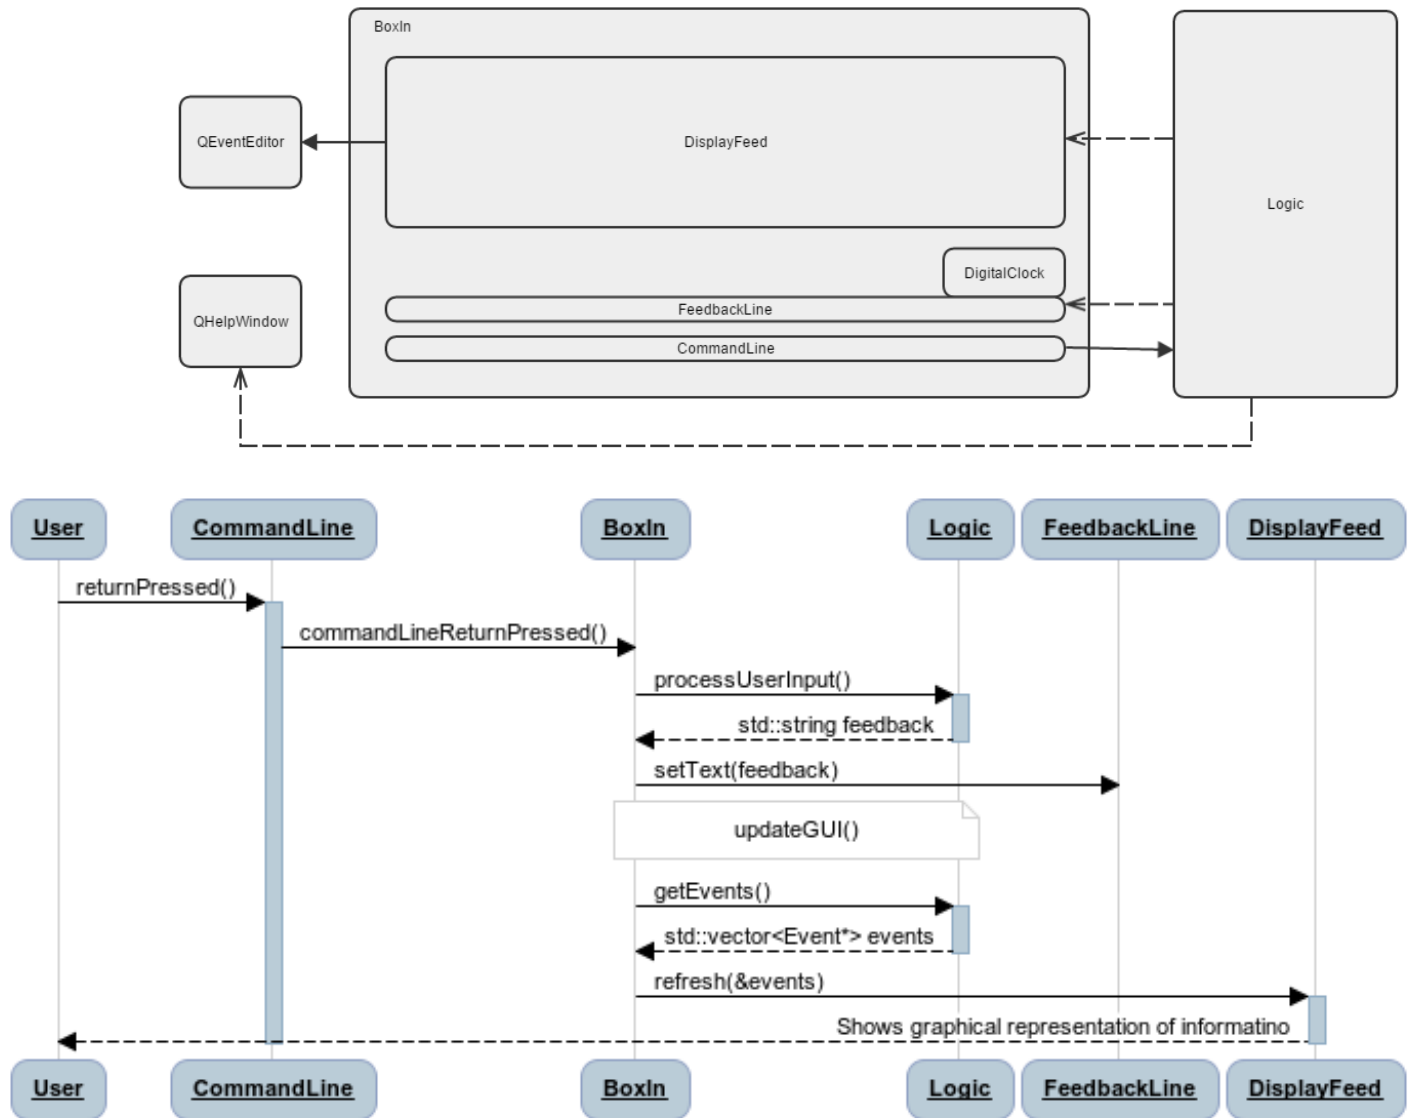 BoxIn
QEventEditor
DisplayFeed
Logic
DigitalClock
QHelpWindow
FeedbackLine
CommandLine
User
CommandLine
BoxIn
Logic
FeedbackLine
DisplayFeed
returnPressed()
commandLineReturnPressed()
processUserInput()
std::string feedback
setText(feedback)
updateGUI()
getEvents()
std::vector<Event*> events
refresh(&events)
Shows graphical representation of informatino
User
CommandLine
BoxIn
Logic
FeedbackLine
DisplayFeed